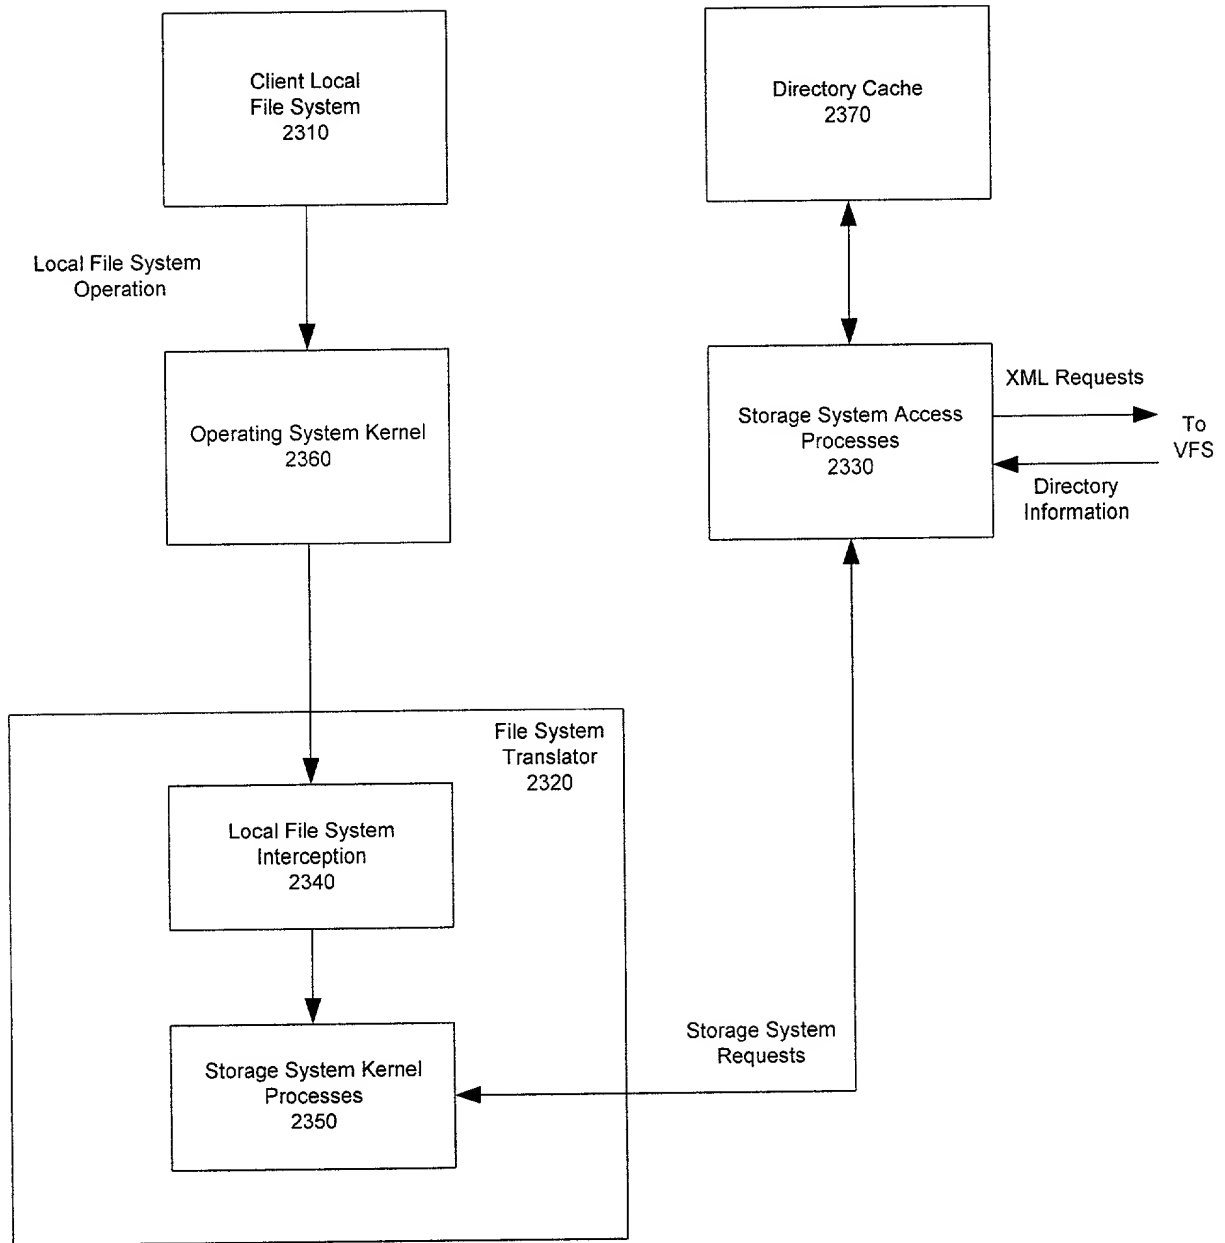 Client Local
File System
2310
Directory Cache
2370
Local File System
Operation
Operating System Kernel
2360
Storage System Access
Processes
2330
XML Requests
To
VFS
Directory
Information
File System
Translator
2320
Local File System
Interception
2340
Storage System Kernel
Processes
2350
Storage System
Requests